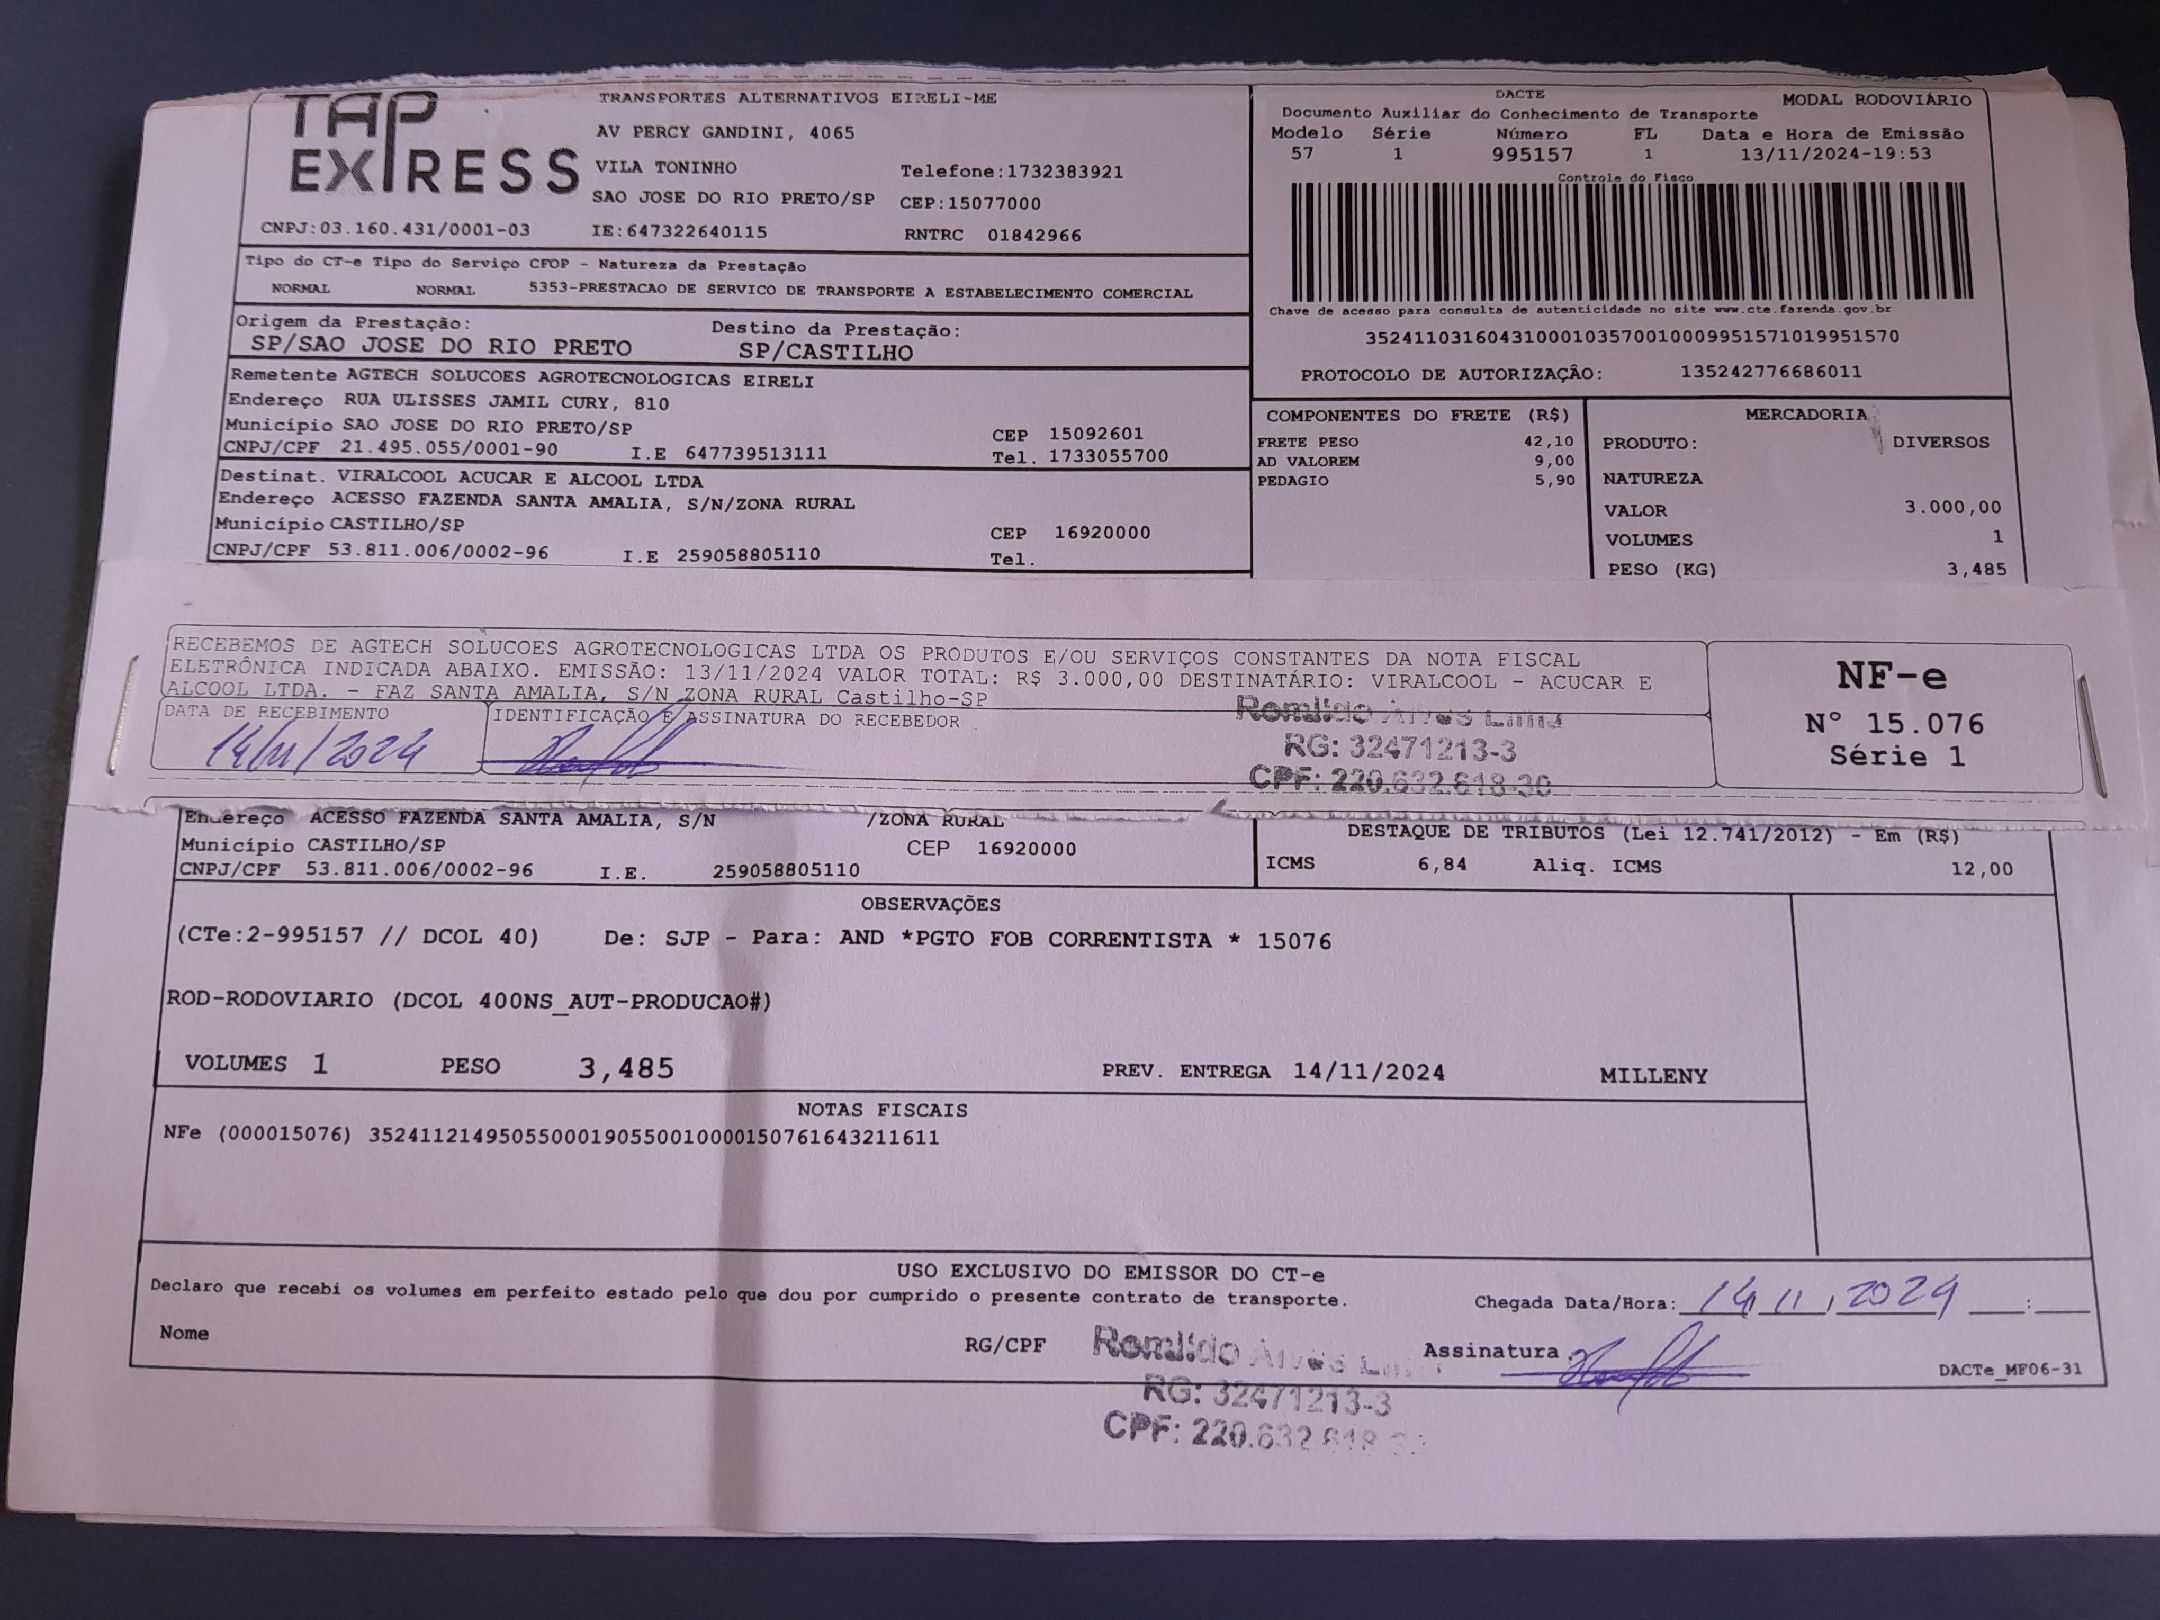 TAP EXPRESS
TRANSPORTES ALTERNATIVOS EIRELI-ME
AV PERCY GANDINI, 4065
VILA TONINHO Telefone:1732383921
SAO JOSE DO RIO PRETO/SP CEP:15077000
CNPJ:03.160.431/0001-03 IE:647322640115 RNTRC 01842966
DACTE MODAL RODOVIÁRIO
Documento Auxiliar do Conhecimento de Transporte
Modelo Série Número FL Data e Hora de Emissão
57 1 995157 1 13/11/2024-19:53
Controle do Fisco
Chave de acesso para consulta de autenticidade no site www.cte.fazenda.gov.br
35241103160431000103570010009951571019951570
PROTOCOLO DE AUTORIZAÇÃO: 135242776686011
Tipo do CT-e Tipo do Serviço CFOP - Natureza da Prestação
NORMAL NORMAL 5353-PRESTACAO DE SERVICO DE TRANSPORTE A ESTABELECIMENTO COMERCIAL
Origem da Prestação: Destino da Prestação:
SP/SAO JOSE DO RIO PRETO SP/CASTILHO
Remetente AGTECH SOLUCOES AGROTECNOLOGICAS EIRELI
Endereço RUA ULISSES JAMIL CURY, 810
Município SAO JOSE DO RIO PRETO/SP CEP 15092601
CNPJ/CPF 21.495.055/0001-90 I.E 647739513111 Tel. 1733055700
Destinat. VIRALCOOL ACUCAR E ALCOOL LTDA
Endereço ACESSO FAZENDA SANTA AMALIA, S/N/ZONA RURAL
Município CASTILHO/SP CEP 16920000
CNPJ/CPF 53.811.006/0002-96 I.E 259058805110 Tel.
COMPONENTES DO FRETE (R$)
FRETE PESO 42,10
AD VALOREM 9,00
PEDAGIO 5,90
MERCADORIA
PRODUTO: DIVERSOS
NATUREZA
VALOR 3.000,00
VOLUMES 1
PESO (KG) 3,485
RECEBEMOS DE AGTECH SOLUCOES AGROTECNOLOGICAS LTDA OS PRODUTOS E/OU SERVIÇOS CONSTANTES DA NOTA FISCAL
ELETRÔNICA INDICADA ABAIXO. EMISSÃO: 13/11/2024 VALOR TOTAL: R$ 3.000,00 DESTINATÁRIO: VIRALCOOL - ACUCAR E
ALCOOL LTDA. - FAZ SANTA AMALIA, S/N ZONA RURAL Castilho-SP
DATA DE RECEBIMENTO IDENTIFICAÇÃO E ASSINATURA DO RECEBEDOR
14/11/2024
Romildo Alves Lima
RG: 32471213-3
CPF: 220.632.618-30
NF-e
Nº 15.076
Série 1
Endereço ACESSO FAZENDA SANTA AMALIA, S/N /ZONA RURAL
Município CASTILHO/SP CEP 16920000
CNPJ/CPF 53.811.006/0002-96 I.E. 259058805110
DESTAQUE DE TRIBUTOS (Lei 12.741/2012) - Em (R$)
ICMS 6,84 Aliq. ICMS 12,00
OBSERVAÇÕES
(CTe:2-995157 // DCOL 40) De: SJP - Para: AND *PGTO FOB CORRENTISTA * 15076
ROD-RODOVIARIO (DCOL 400NS_AUT-PRODUCAO#)
VOLUMES 1 PESO 3,485 PREV. ENTREGA 14/11/2024 MILLENY
NOTAS FISCAIS
NFe (000015076) 35241121495055000190550010000150761643211611
USO EXCLUSIVO DO EMISSOR DO CT-e
Declaro que recebi os volumes em perfeito estado pelo que dou por cumprido o presente contrato de transporte.
Chegada Data/Hora: 14/11/2024 __:__
Nome RG/CPF Assinatura
Romildo Alves
RG: 32471213-3
CPF: 220.632.618
DACTe_MF06-31